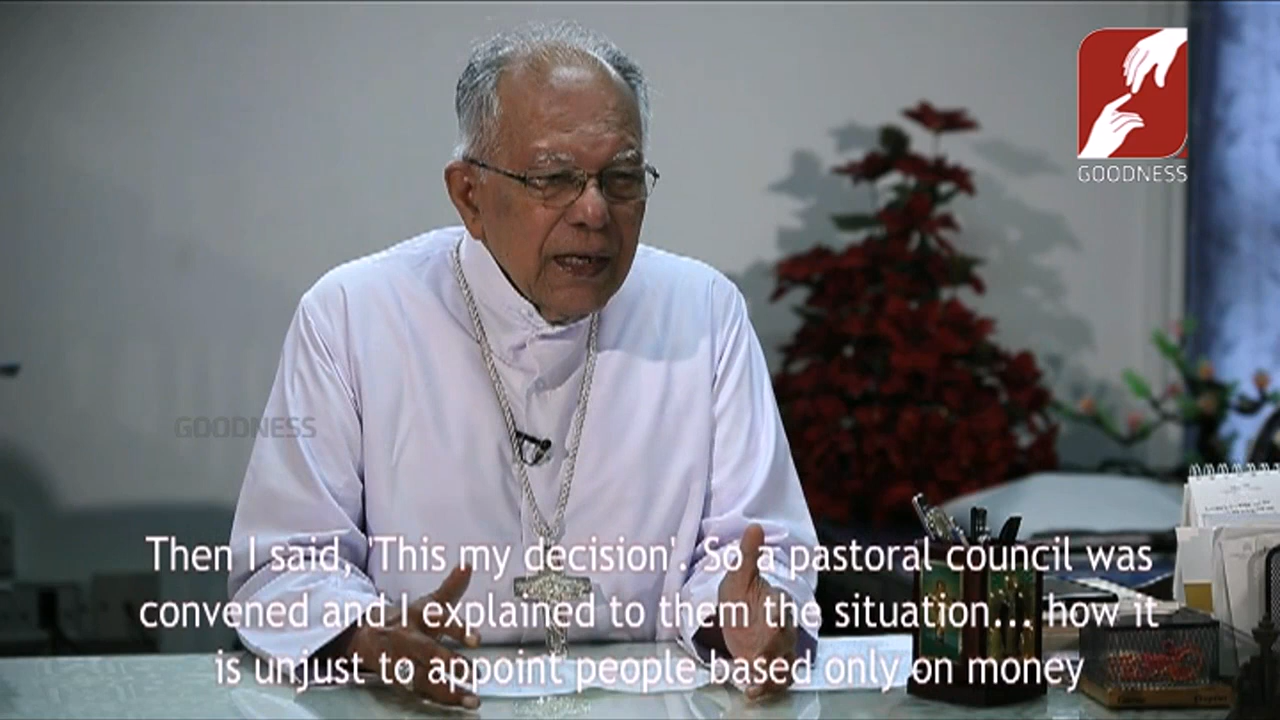 GOODNESS
GOODNESS
Then I said, 'This my decision'. So a pastoral council was
convened and I explained to them the situation... how it
is unjust to appoint people based only on money